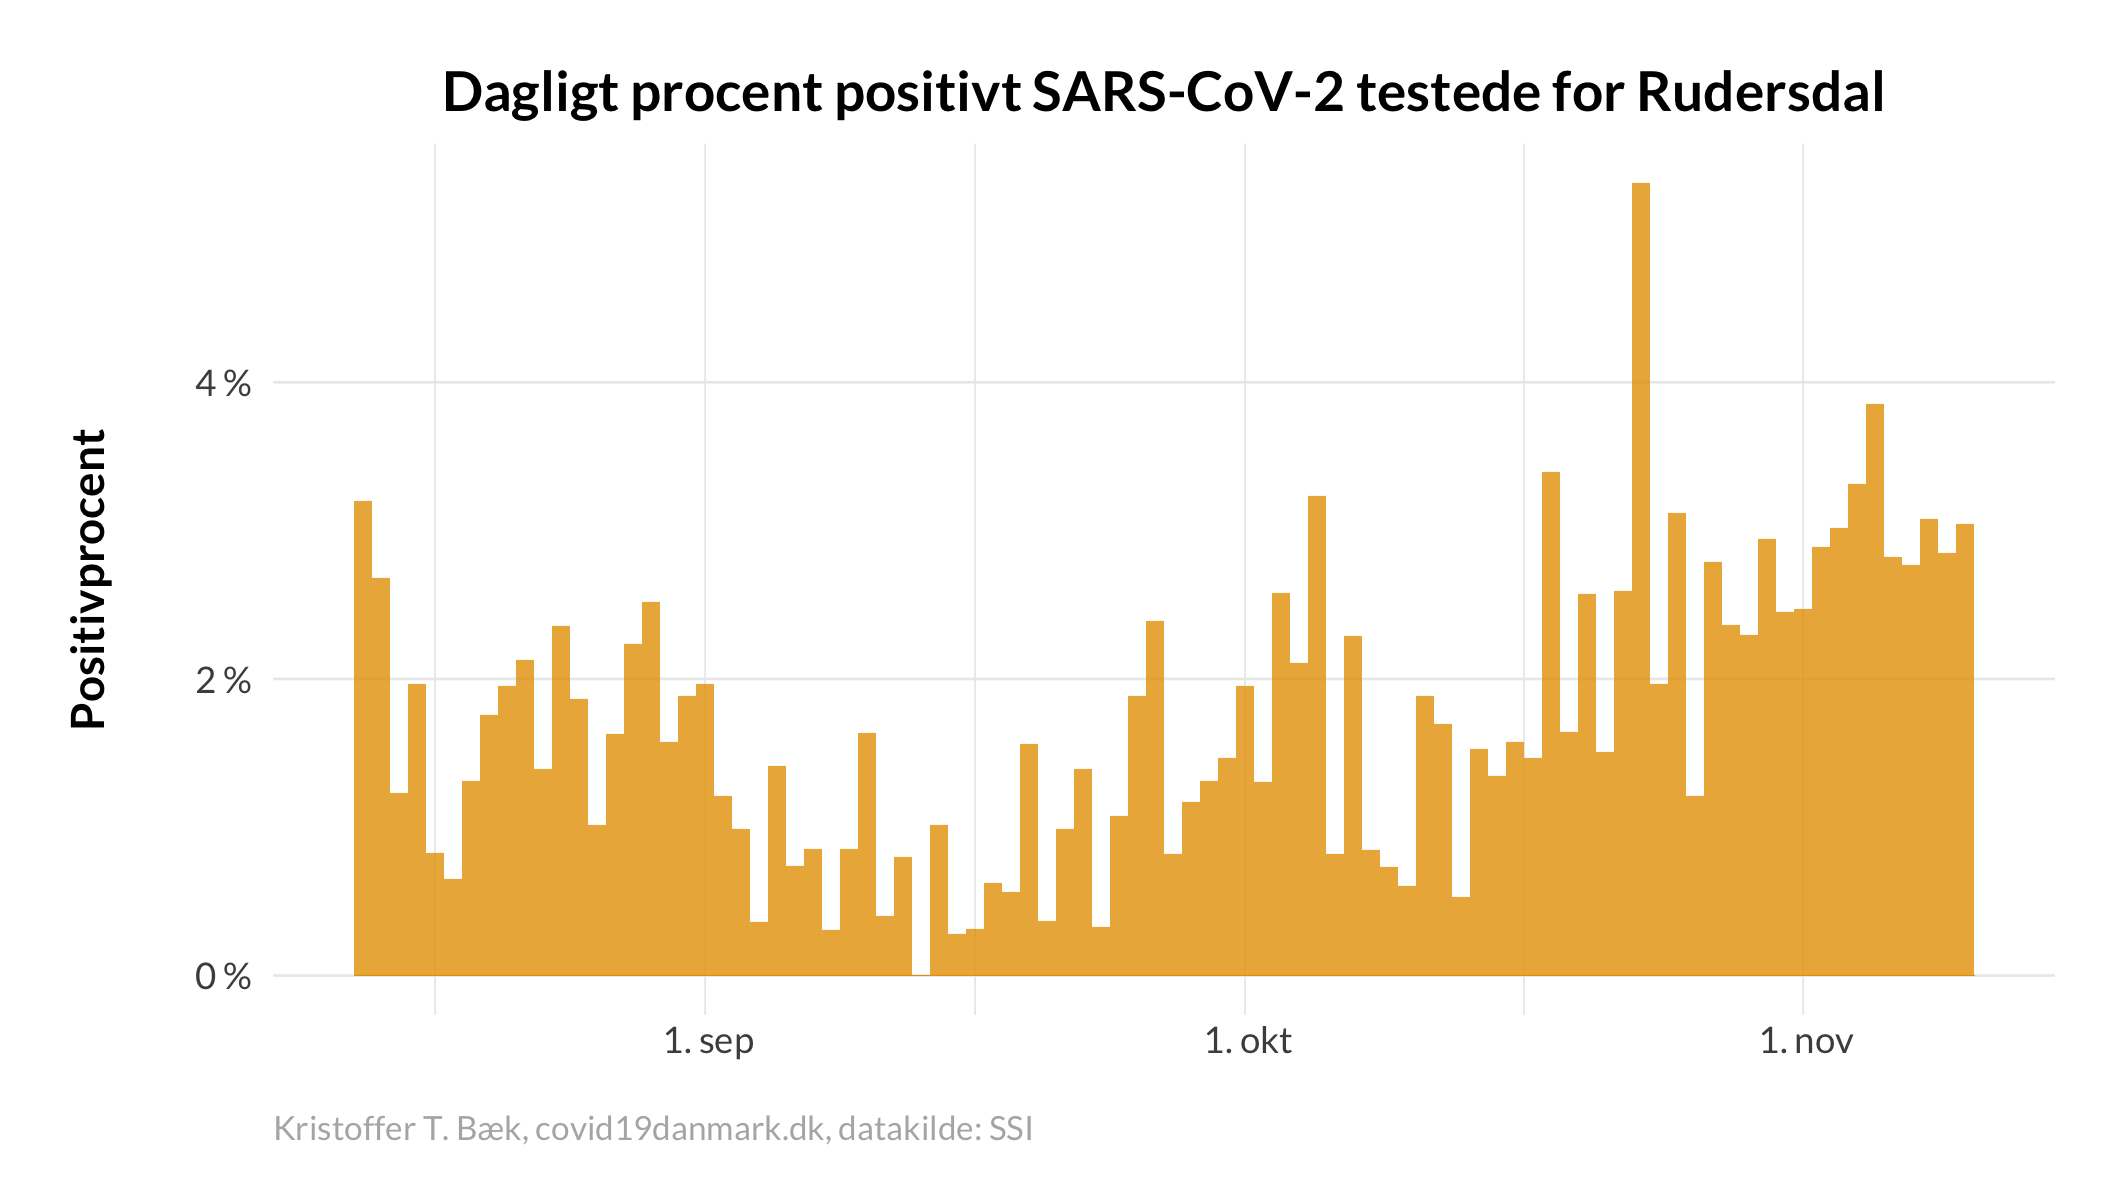 Dagligt procent positivt SARS-CoV-2 testede for Rudersdal
Positivprocent
4 %
2 %
0 %
1. sep
1. okt
1. nov
Kristoffer T. Bæk, covid19danmark.dk, datakilde: SSI